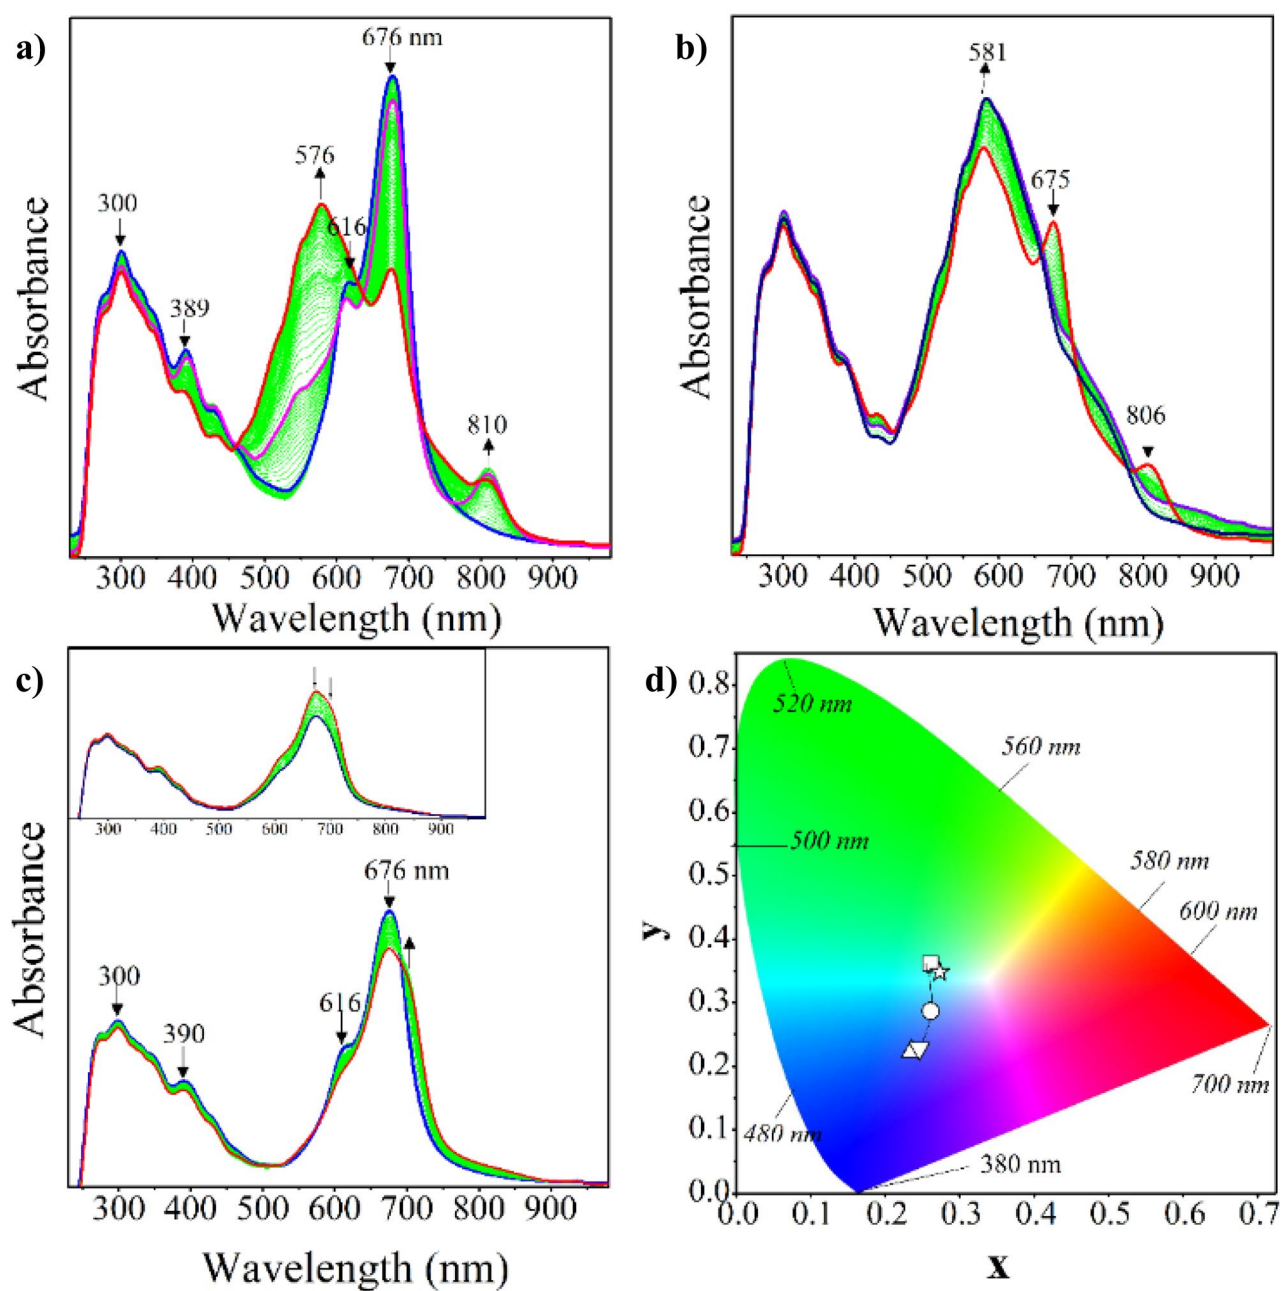 a)
676 nm
576
616
300
389
810
Absorbance
300 400 500 600 700 800 900
Wavelength (nm)
b)
581
675
806
Absorbance
300 400 500 600 700 800 900
Wavelength (nm)
c)
300 400 500 600 700 800 900
676 nm
616
300
390
Absorbance
300 400 500 600 700 800 900
Wavelength (nm)
d)
0.8
0.7
0.6
0.5
0.4
0.3
0.2
0.1
0.0
y
520 nm
560 nm
500 nm
580 nm
600 nm
700 nm
480 nm
380 nm
0.0 0.1 0.2 0.3 0.4 0.5 0.6 0.7
x